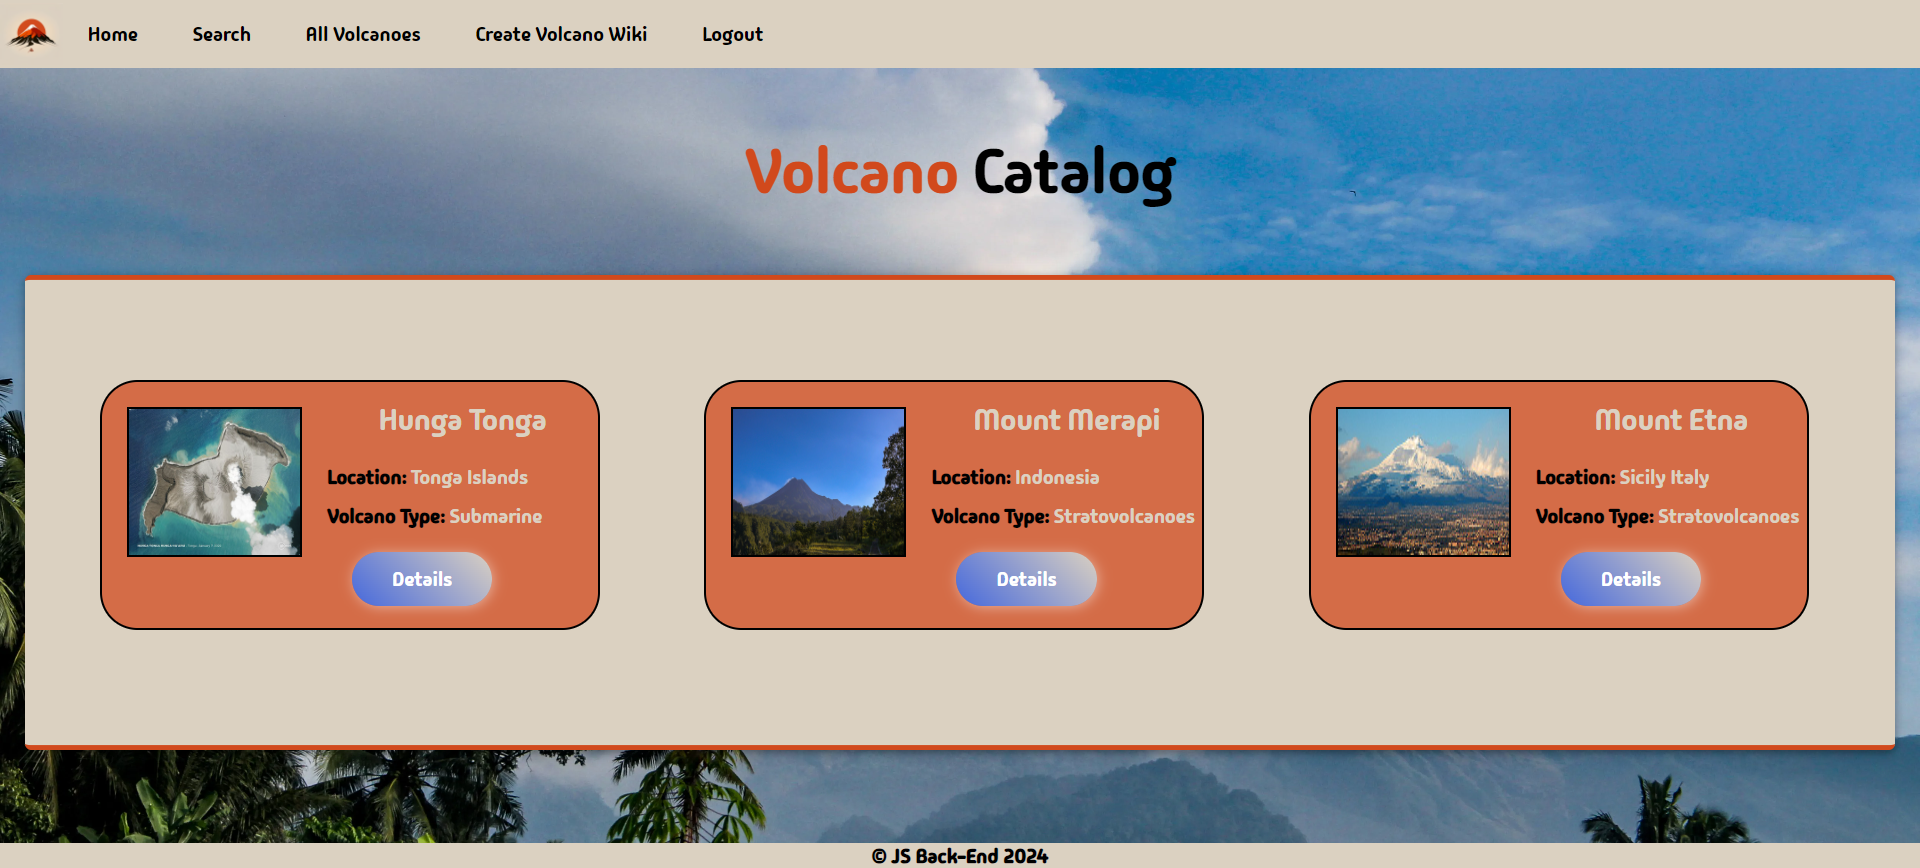 Home Search All Volcanoes Create Volcano Wiki Logout
Volcano Catalog
Hunga Tonga
Location: Tonga Islands
Volcano Type: Submarine
Details
Mount Merapi
Location: Indonesia
Volcano Type: Stratovolcanoes
Details
Mount Etna
Location: Sicily Italy
Volcano Type: Stratovolcanoes
Details
© JS Back-End 2024